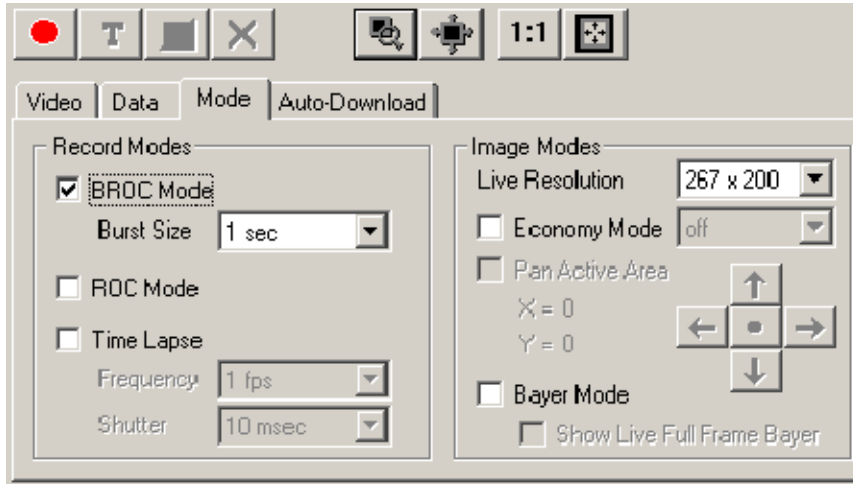 T 1:1
Video Data Mode Auto-Download
Record Modes
BROC Mode
Burst Size 1 sec
ROC Mode
Time Lapse
Frequency 1 fps
Shutter 10 msec
Image Modes
Live Resolution 267 x 200
Economy Mode off
Pan Active Area
X = 0
Y = 0
Bayer Mode
Show Live Full Frame Bayer